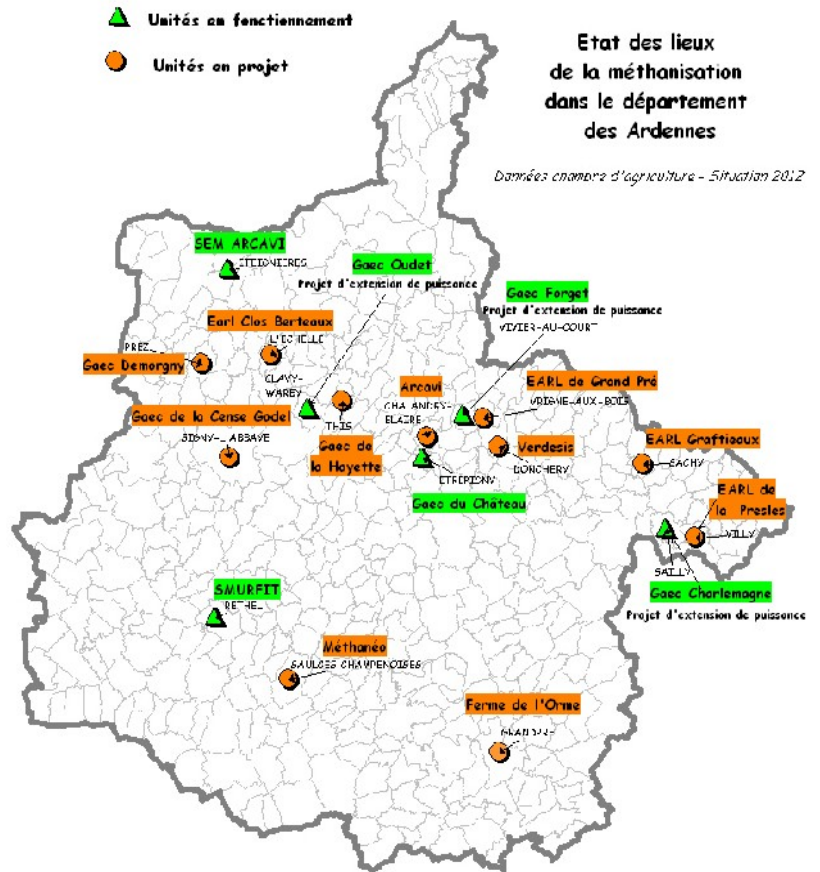 Unités en fonctionnement
Unités en projet
Etat des lieux
de la méthanisation
dans le département
des Ardennes
Données chambre d'agriculture - Situation 2012
SEM ARCAVI
ETEIGNIERES
Gaec Oudet
Projet d'extension de puissance
Gaec Forget
Projet d'extension de puissance
VIVIER-AU-COURT
Earl Clos Berteaux
L'ECHELLE
PREZ
Gaec Demorgny
CLAVY-
WARBY
Arcavi
CHALANDRY-
ELAIRE
EARL de Grand Pré
VRIGNE-AUX-BOIS
Gaec de la Cense Godel
SIGNY-L'ABBAYE
THIS
Gaec de
la Hayette
Verdesis
DONCHERY
EARL Graftieaux
SACHY
ETREPIGNY
Gaec du Château
EARL de
la Presles
VILLY
SAILLY
Gaec Charlemagne
Projet d'extension de puissance
SMURFIT
RETHEL
Méthanéo
SAULCES CHAMPENOISES
Ferme de l'Orme
GRANDPRE